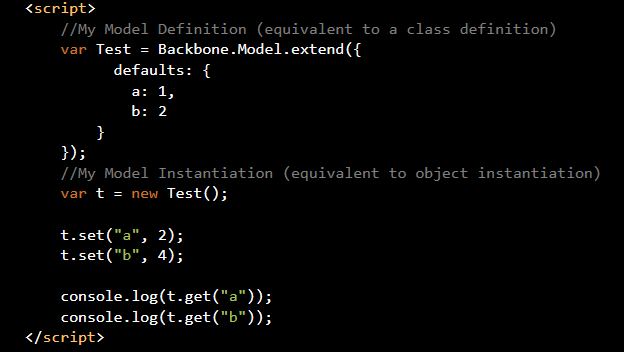 <script>
    //My Model Definition (equivalent to a class definition)
    var Test = Backbone.Model.extend({
          defaults: {
            a: 1,
            b: 2
        }
    });
    //My Model Instantiation (equivalent to object instantiation)
    var t = new Test();

    t.set("a", 2);
    t.set("b", 4);

    console.log(t.get("a"));
    console.log(t.get("b"));
</script>